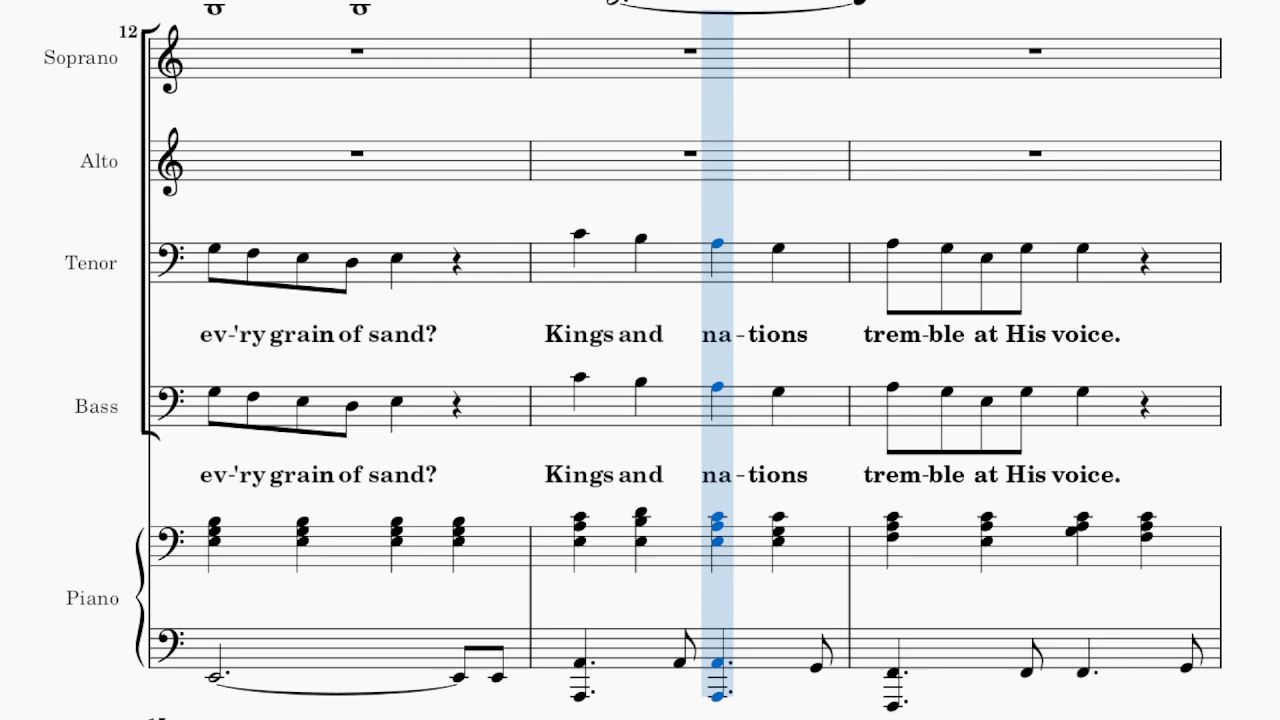 12
Soprano
Alto
Tenor
ev-'ry grain of sand? Kings and na-tions trem-ble at His voice.
Bass
ev-'ry grain of sand? Kings and na-tions trem-ble at His voice.
Piano